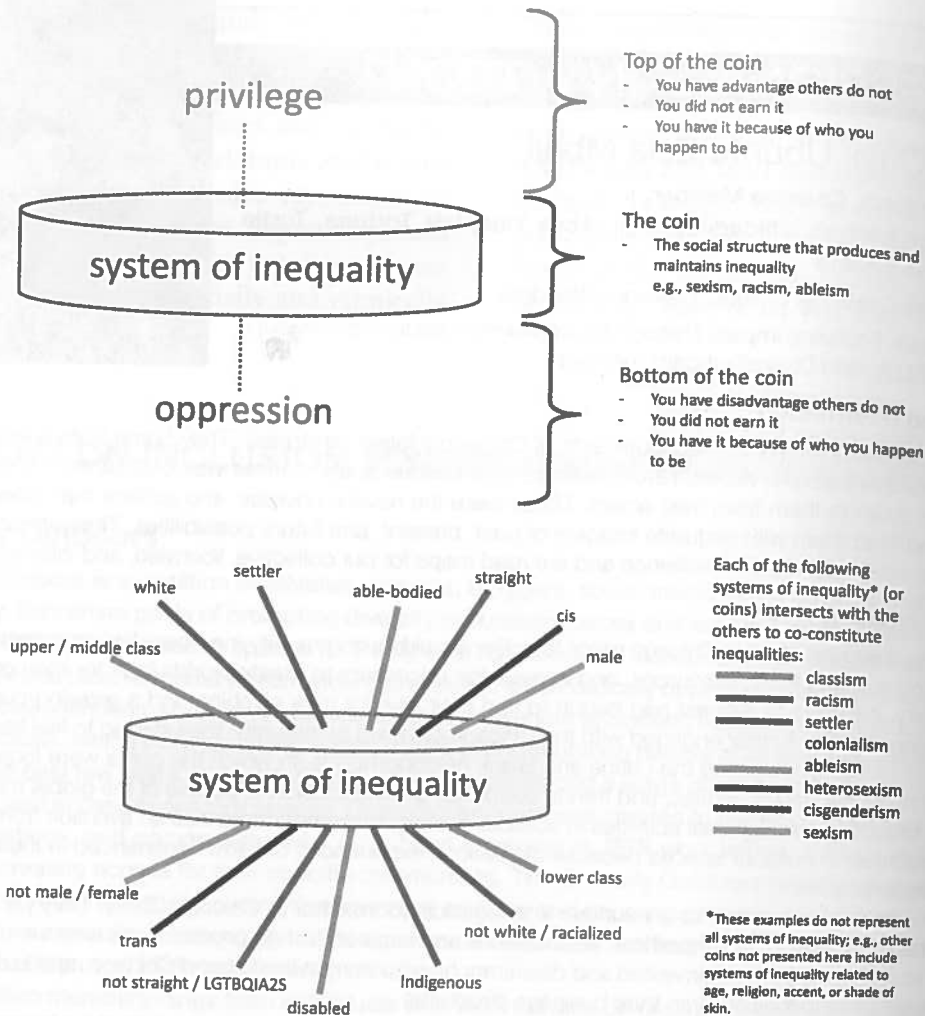 privilege
system of inequality
oppression
Top of the coin
- You have advantage others do not
- You did not earn it
- You have it because of who you
happen to be
The coin
- The social structure that produces and
maintains inequality
e.g., sexism, racism, ableism
Bottom of the coin
- You have disadvantage others do not
- You did not earn it
- You have it because of who you happen
to be
upper / middle class
white
settler
able-bodied
straight
cis
male
system of inequality
not male / female
trans
not straight / LGTBQIA2S
disabled
Indigenous
not white / racialized
lower class
Each of the following
systems of inequality* (or
coins) interact with the
others to co-constitute
inequalities:
classism
racism
settler
colonialism
ableism
heterosexism
cisgenderism
sexism
*These examples do not represent
all systems of inequality; e.g., other
coins not presented here include
systems of inequality related to
age, religion, accent, or shade of
skin.